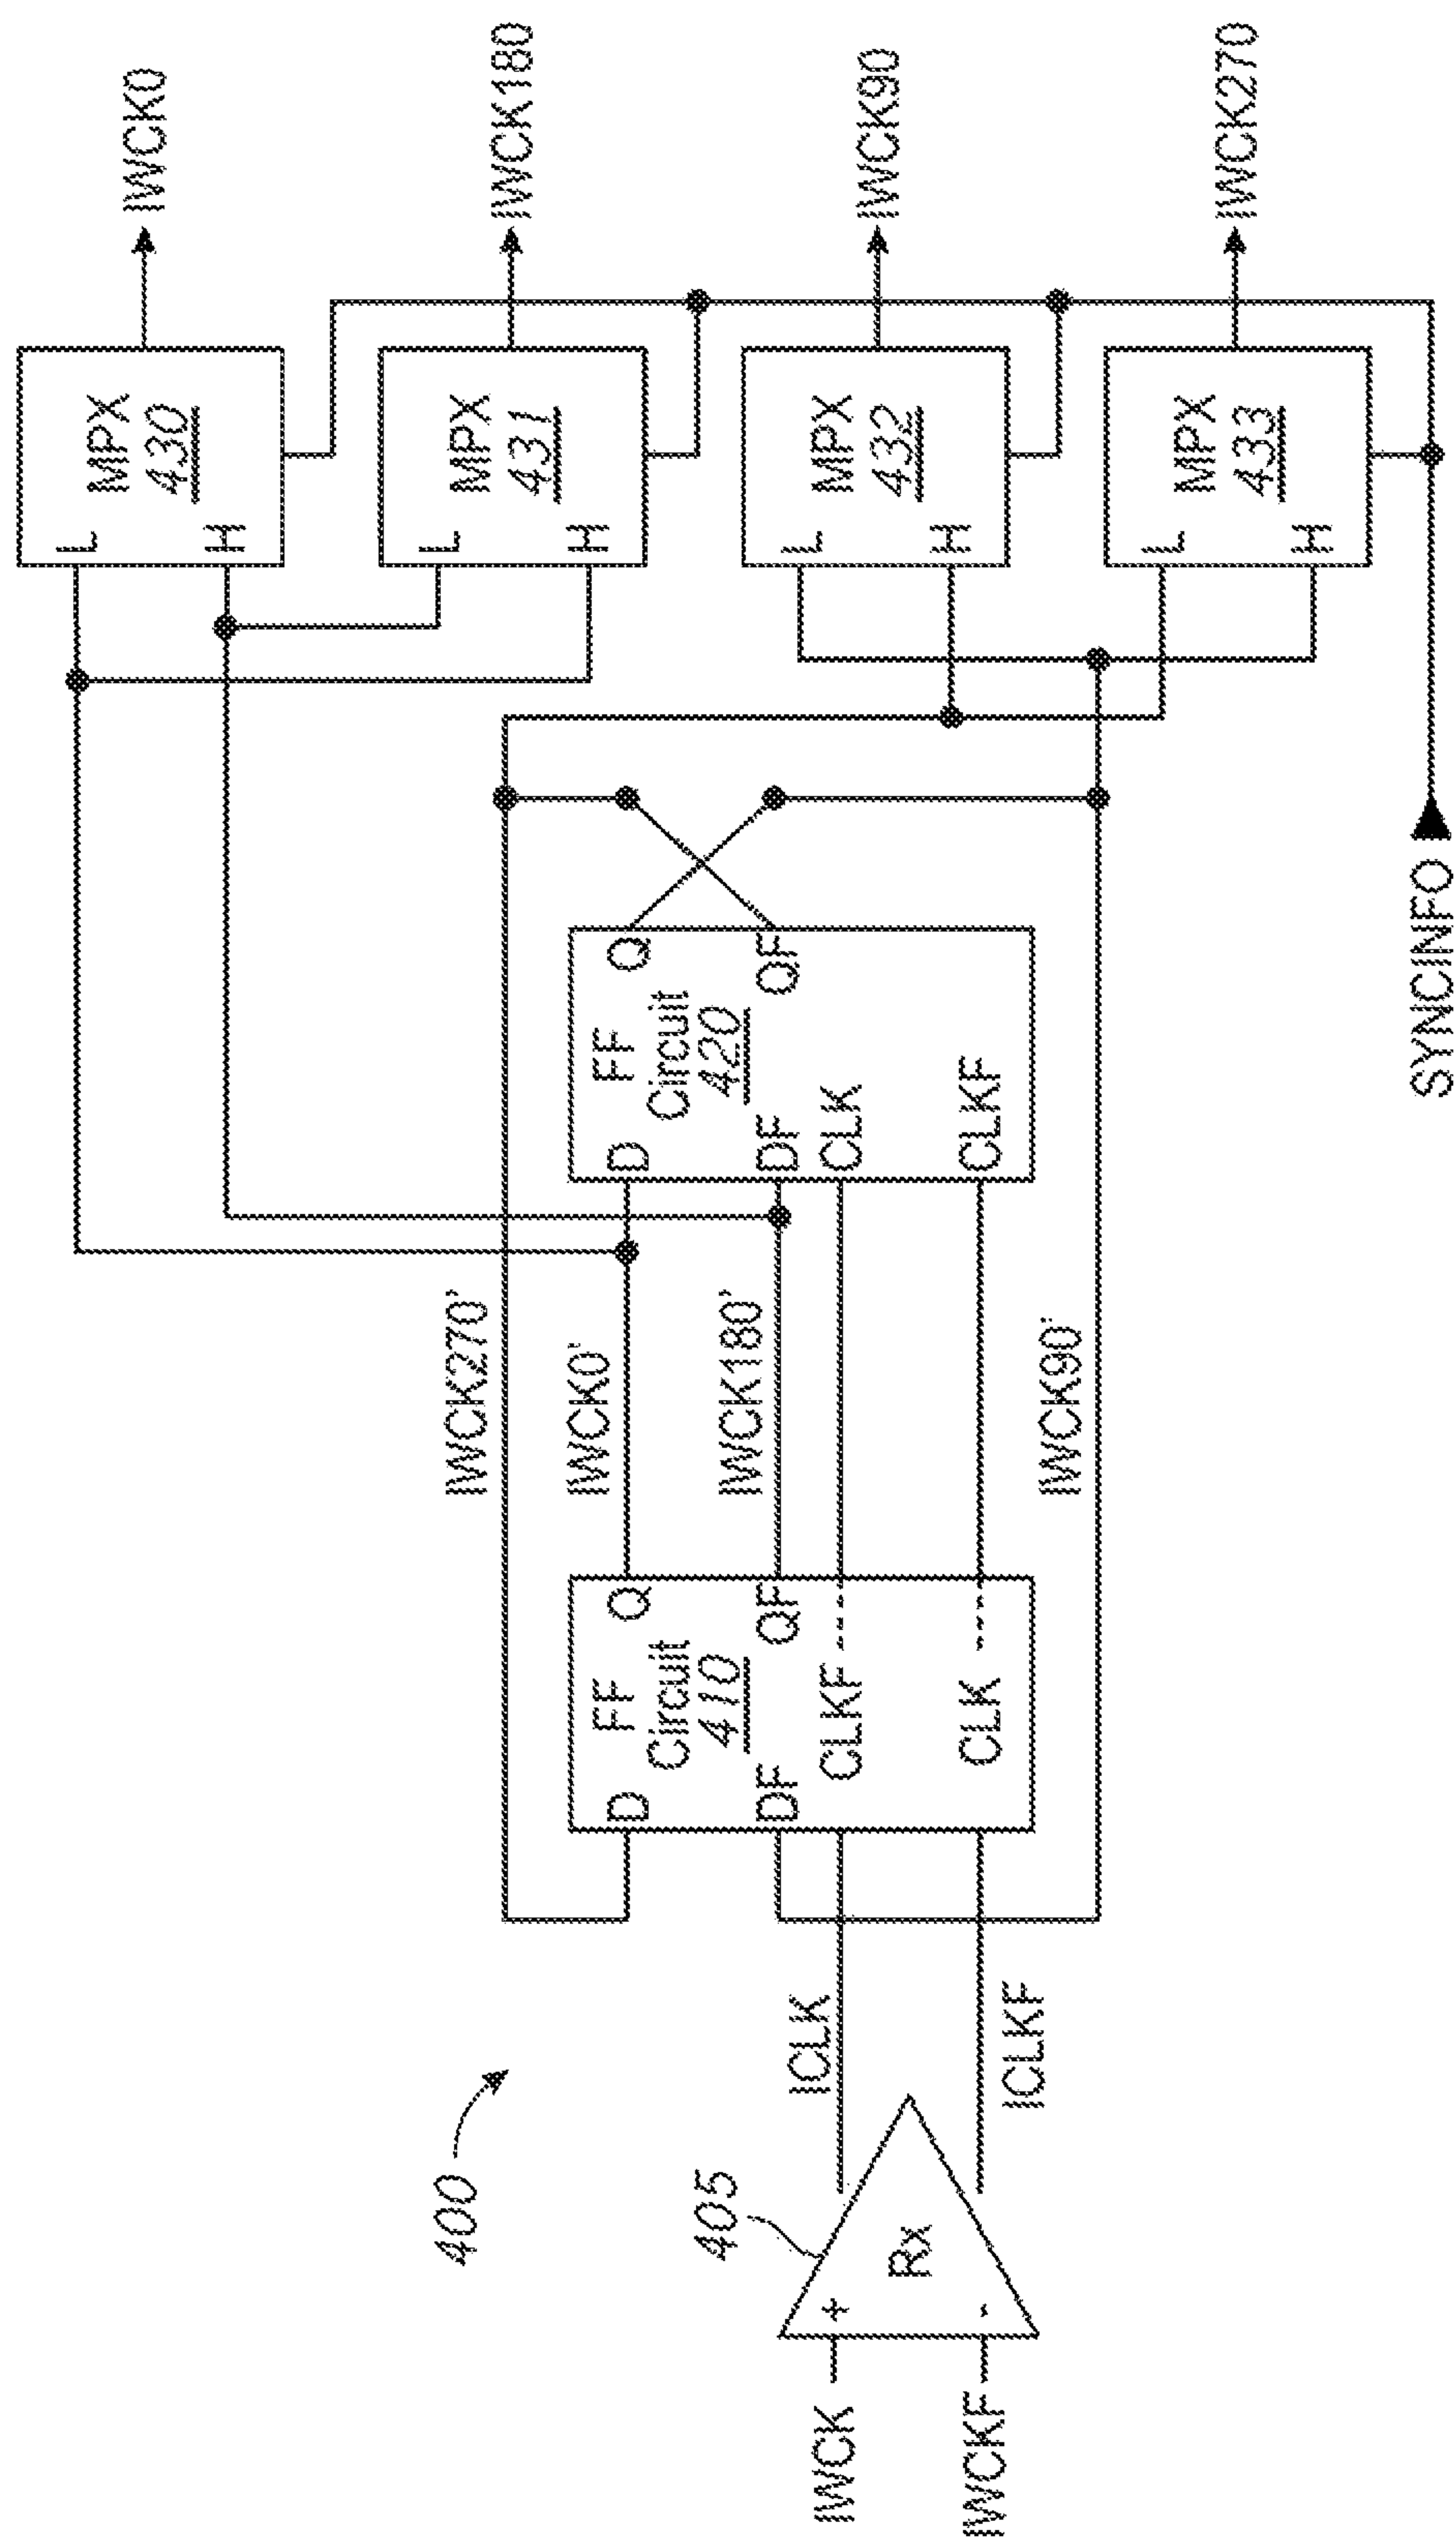 400
405
IWCK
IWCKF
+
-
Rx
ICLK
ICLKF
D
DF
FF
Circuit
410
CLKF
CLK
Q
QF
IWCK270'
IWCK0'
IWCK180'
IWCK90'
D
DF
CLK
CLKF
FF
Circuit
420
Q
QF
SYNCINFO
L
H
MPX
430
IWCK0
L
H
MPX
431
IWCK180
L
H
MPX
432
IWCK90
L
H
MPX
433
IWCK270